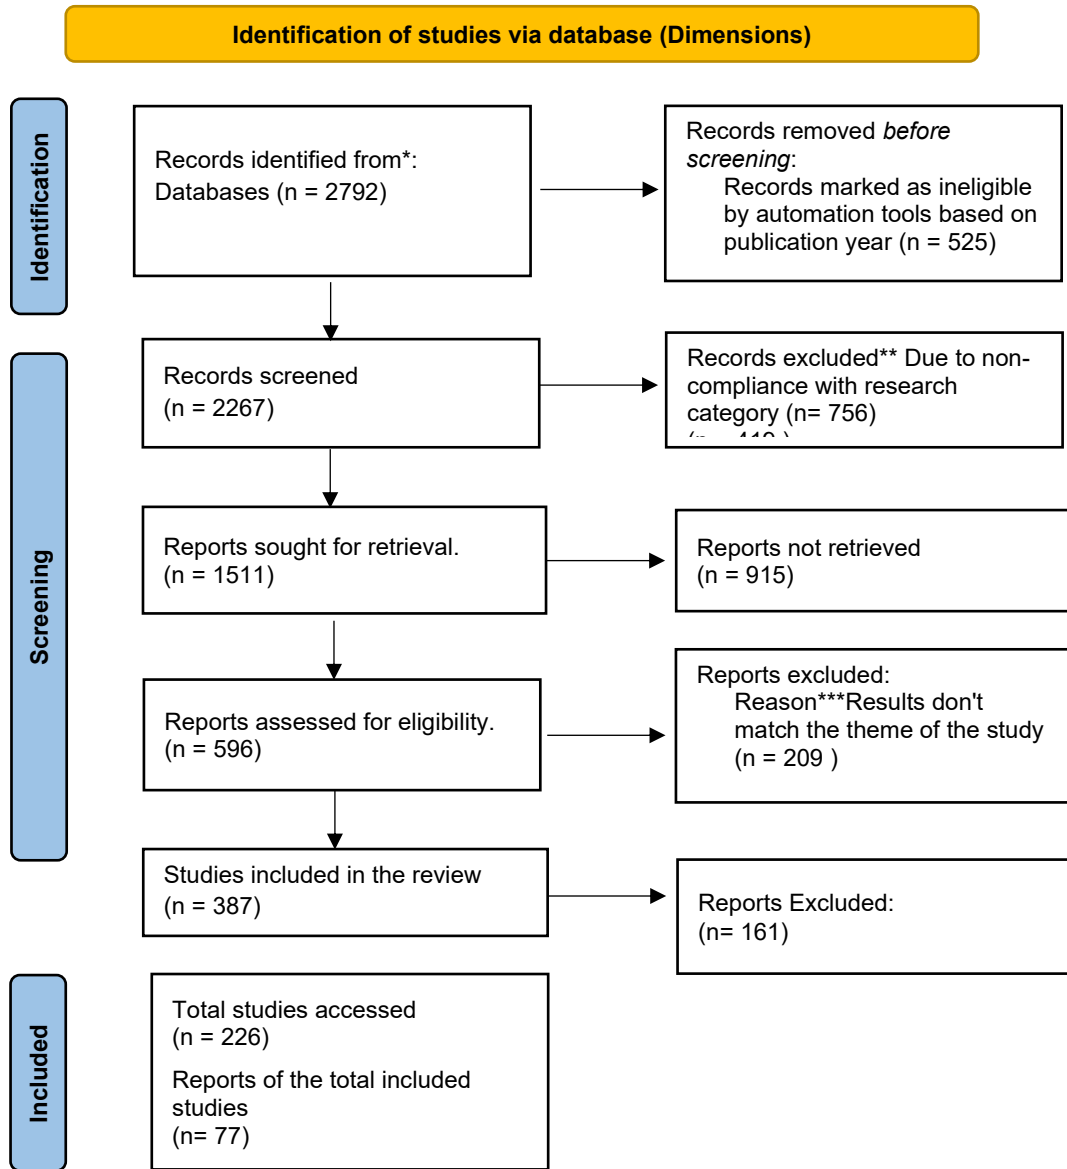 Identification of studies via database (Dimensions)
Identification
Records identified from*:
Databases (n = 2792)
Records removed before
screening:
Records marked as ineligible
by automation tools based on
publication year (n = 525)
Screening
Records screened
(n = 2267)
Records excluded** Due to non-
compliance with research
category (n= 756)
Reports sought for retrieval.
(n = 1511)
Reports not retrieved
(n = 915)
Reports assessed for eligibility.
(n = 596)
Reports excluded:
Reason***Results don't
match the theme of the study
(n = 209 )
Studies included in the review
(n = 387)
Reports Excluded:
(n= 161)
Included
Total studies accessed
(n = 226)
Reports of the total included
studies
(n= 77)